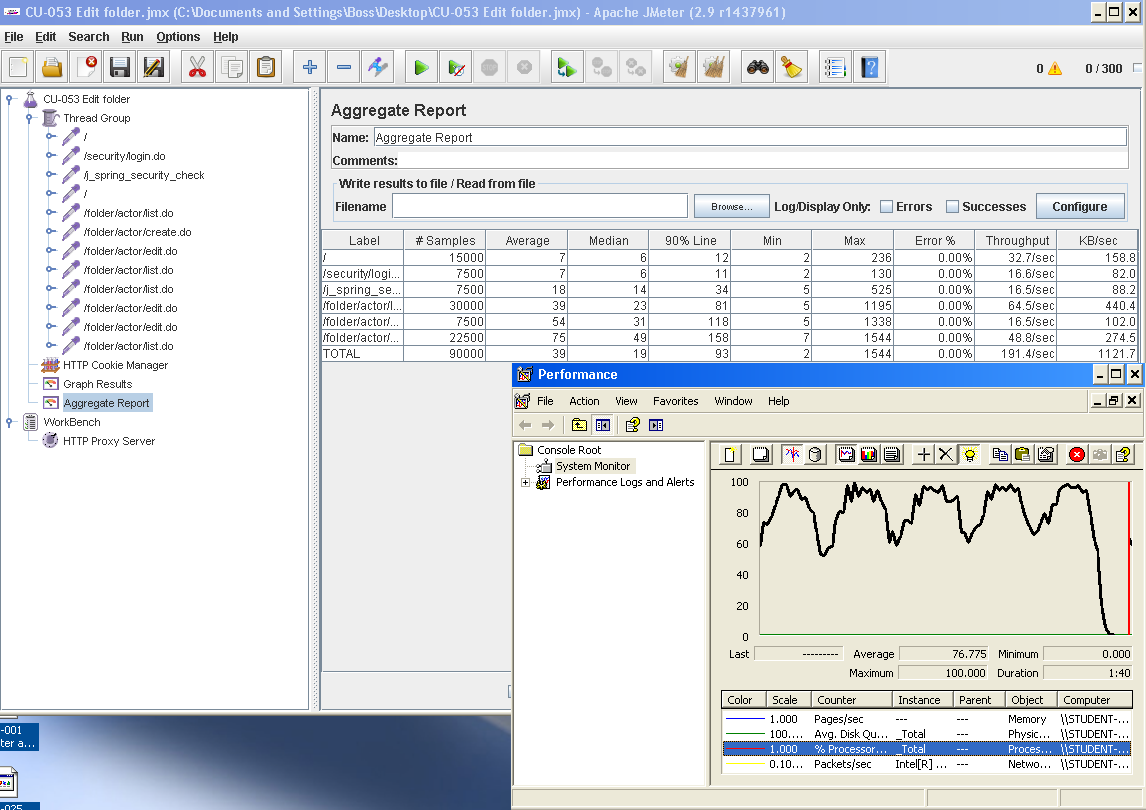 CU-053 Edit folder.jmx (C:\Documents and Settings\Boss\Desktop\CU-053 Edit folder.jmx) - Apache JMeter (2.9 r1437961)
File Edit Search Run Options Help
0 0 / 300
CU-053 Edit folder
Thread Group
/
/security/login.do
/j_spring_security_check
/
/folder/actor/list.do
/folder/actor/create.do
/folder/actor/edit.do
/folder/actor/list.do
/folder/actor/list.do
/folder/actor/edit.do
/folder/actor/edit.do
/folder/actor/list.do
HTTP Cookie Manager
Graph Results
Aggregate Report
WorkBench
HTTP Proxy Server
Aggregate Report
Name: Aggregate Report
Comments:
Write results to file / Read from file
Filename Browse... Log/Display Only: Errors Successes Configure
Label # Samples Average Median 90% Line Min Max Error % Throughput KB/sec
/ 15000 7 6 12 2 236 0.00% 32.7/sec 158.8
/security/logi... 7500 7 6 11 2 130 0.00% 16.6/sec 82.0
/j_spring_se... 7500 18 14 34 5 525 0.00% 16.5/sec 88.2
/folder/actor/l... 30000 39 23 81 5 1195 0.00% 64.5/sec 440.4
/folder/actor/... 7500 54 31 118 5 1338 0.00% 16.5/sec 102.0
/folder/actor/... 22500 75 49 158 7 1544 0.00% 48.8/sec 274.5
TOTAL 90000 39 19 93 2 1544 0.00% 191.4/sec 1121.7
Performance
File Action View Favorites Window Help
Console Root
System Monitor
Performance Logs and Alerts
100
80
60
40
20
0
Last --------- Average 76.775 Minimum 0.000
Maximum 100.000 Duration 1:40
Color Scale Counter Instance Parent Object Computer
1.000 Pages/sec --- --- Memory \\STUDENT-...
100.... Avg. Disk Qu... _Total --- Physic... \\STUDENT-...
1.000 % Processor... _Total --- Proces... \\STUDENT-...
0.10... Packets/sec Intel[R] ... --- Netwo... \\STUDENT-...
-001
ter a...
-025